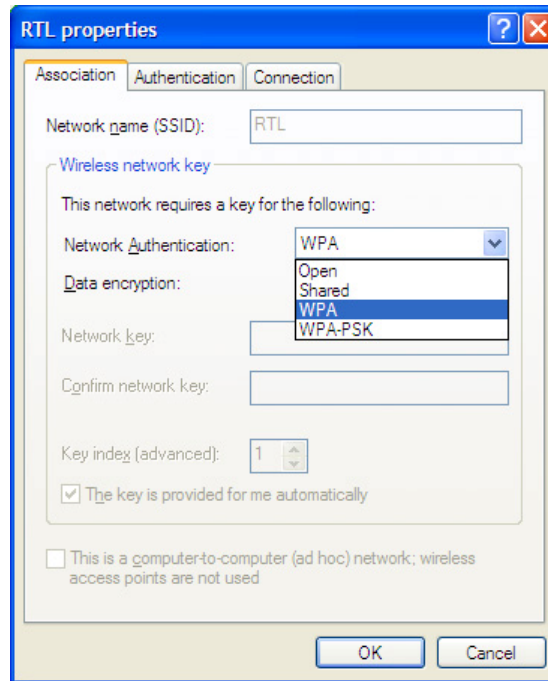 RTL properties
Association Authentication Connection
Network name (SSID): RTL
Wireless network key
This network requires a key for the following:
Network Authentication: WPA
Open
Data encryption:
Shared
WPA
WPA-PSK
Network key:
Confirm network key:
Key index (advanced): 1
The key is provided for me automatically
This is a computer-to-computer (ad hoc) network; wireless
access points are not used
OK Cancel